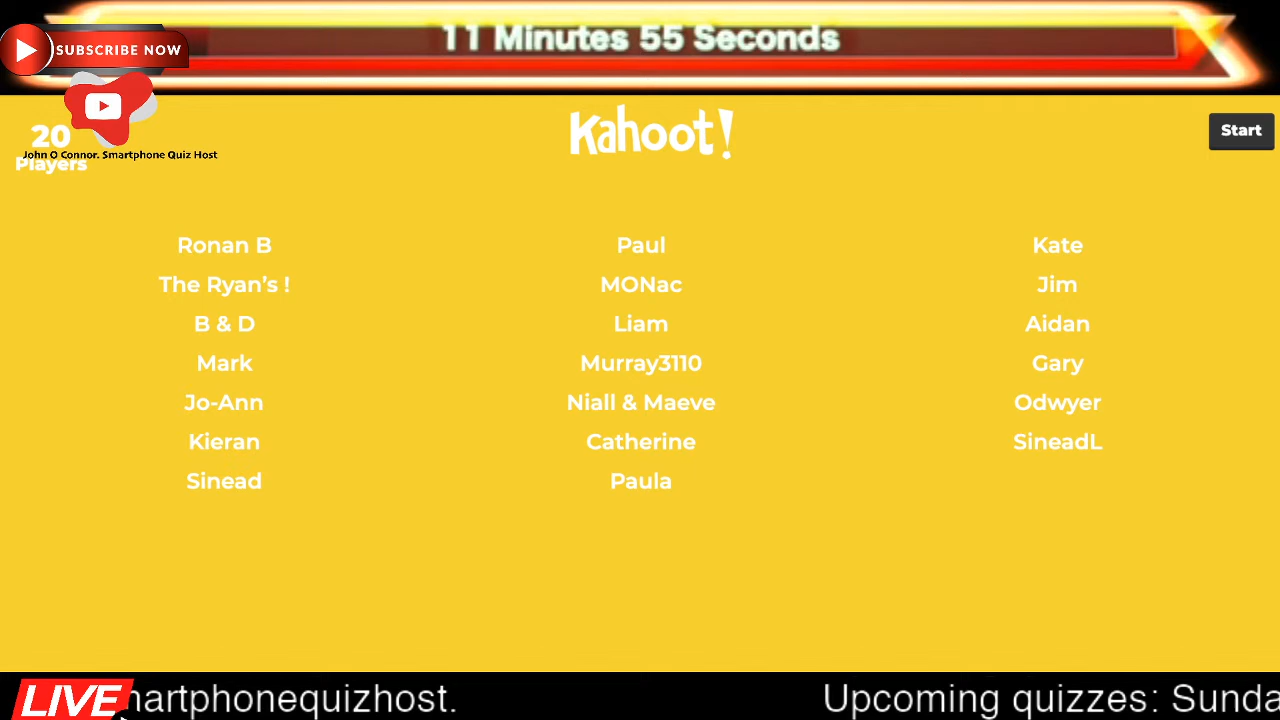 11 Minutes 55 Seconds
SUBSCRIBE NOW
Kahoot!
Start
20
Players
John O Connor. Smartphone Quiz Host
Ronan B
Paul
Kate
The Ryan’s !
MONac
Jim
B & D
Liam
Aidan
Mark
Murray3110
Gary
Jo-Ann
Niall & Maeve
Odwyer
Kieran
Catherine
SineadL
Sinead
Paula
LIVE
martphonequizhost.
Upcoming quizzes: Sunda